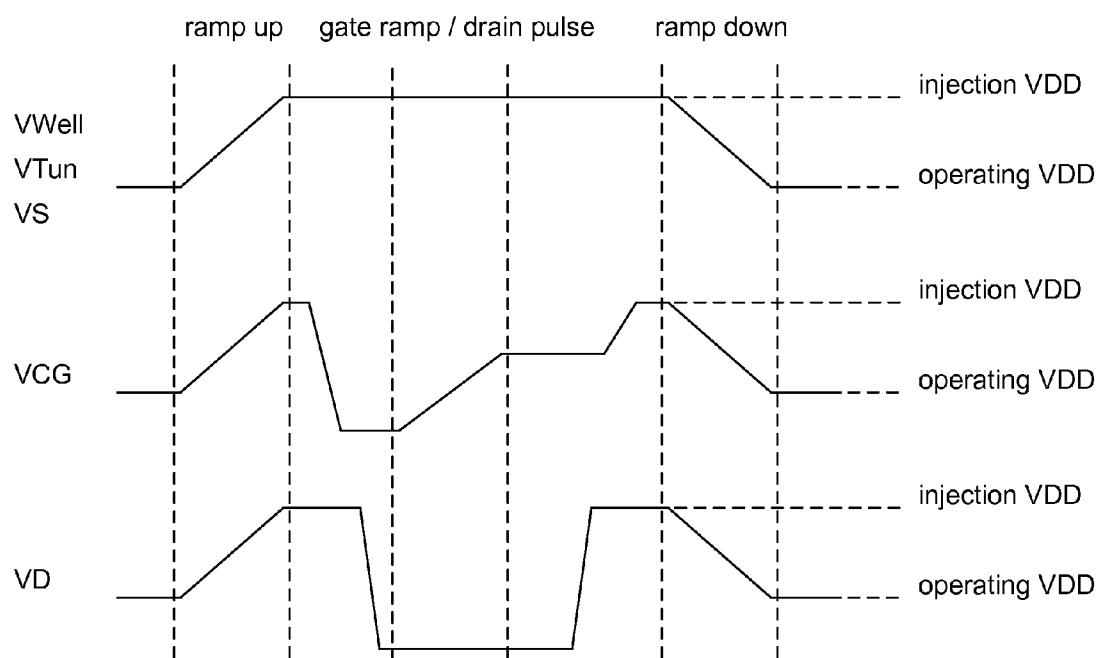 ramp up gate ramp / drain pulse ramp down
injection VDD
VWell
VTun
operating VDD
VS
injection VDD
VCG
operating VDD
injection VDD
VD
operating VDD